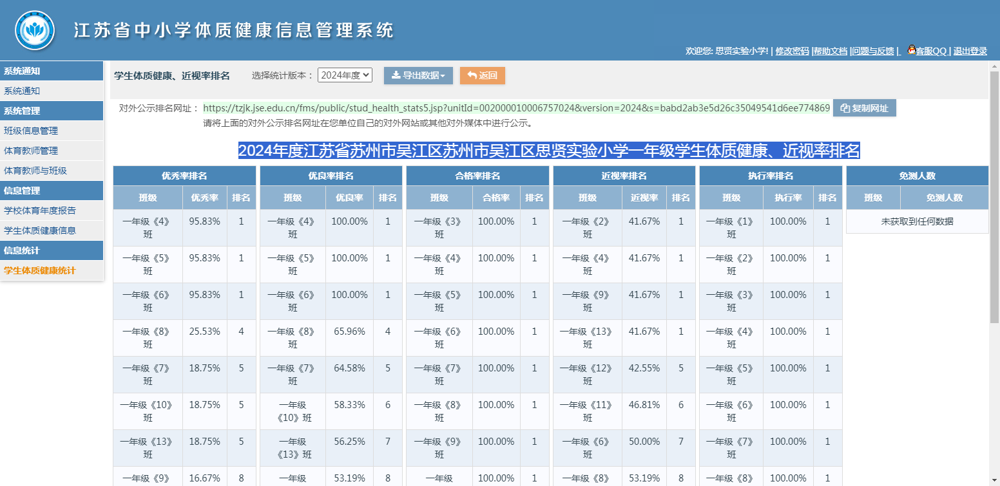 江苏省中小学体质健康信息管理系统
欢迎您: 思贤实验小学! | 修改密码 |帮助文档 |问题与反馈 | 客服QQ | 退出登录
系统通知
系统通知
系统管理
班级信息管理
体育教师管理
体育教师与班级
信息管理
学校体育年度报告
学生体质健康信息
信息统计
学生体质健康统计
学生体质健康、近视率排名 选择统计版本： 2024年度 导出数据 返回
对外公示排名网址： https://tzjk.jse.edu.cn/fms/public/stud_health_stats5.jsp?unitId=002000010006757024&version=2024&s=babd2ab3e5d26c35049541d6ee774869 复制网址
请将上面的对外公示排名网址在您单位自己的对外网站或其他对外媒体中进行公示。
2024年度江苏省苏州市吴江区苏州市吴江区思贤实验小学一年级学生体质健康、近视率排名
优秀率排名 优良率排名 合格率排名 近视率排名 执行率排名 免测人数
班级 优秀率 排名 班级 优良率 排名 班级 合格率 排名 班级 近视率 排名 班级 执行率 排名 班级 免测人数
一年级《4》 95.83% 1 一年级《4》 100.00% 1 一年级《3》 100.00% 1 一年级《2》 41.67% 1 一年级《1》 100.00% 1 未获取到任何数据
班 班 班 班 班
一年级《5》 95.83% 1 一年级《5》 100.00% 1 一年级《4》 100.00% 1 一年级《4》 41.67% 1 一年级《2》 100.00% 1
班 班 班 班 班
一年级《6》 95.83% 1 一年级《6》 100.00% 1 一年级《5》 100.00% 1 一年级《9》 41.67% 1 一年级《3》 100.00% 1
班 班 班 班 班
一年级《8》 25.53% 4 一年级《8》 65.96% 4 一年级《6》 100.00% 1 一年级《13》 41.67% 1 一年级《4》 100.00% 1
班 班 班 班 班
一年级《7》 18.75% 5 一年级《7》 64.58% 5 一年级《7》 100.00% 1 一年级《12》 42.55% 5 一年级《5》 100.00% 1
班 班 班 班 班
一年级《10》 18.75% 5 一年级 58.33% 6 一年级《8》 100.00% 1 一年级《11》 46.81% 6 一年级《6》 100.00% 1
班 《10》班 班 班 班
一年级《13》 18.75% 5 一年级 56.25% 7 一年级《9》 100.00% 1 一年级《6》 50.00% 7 一年级《7》 100.00% 1
班 《13》班 班 班 班
一年级《9》 16.67% 8 一年级 53.19% 8 一年级 100.00% 1 一年级《8》 53.19% 8 一年级《8》 100.00% 1